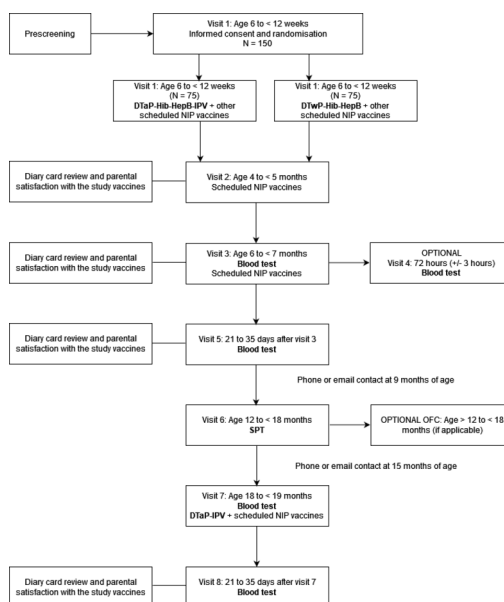 Prescreening
Visit 1: Age 6 to < 12 weeks
Informed consent and randomisation
N = 150
Visit 1: Age 6 to < 12 weeks
(N = 75)
DTaP-Hib-HepB-IPV + other
scheduled NIP vaccines
Visit 1: Age 6 to < 12 weeks
(N = 75)
DTwP-Hib-HepB + other
scheduled NIP vaccines
Diary card review and parental
satisfaction with the study vaccines
Visit 2: Age 4 to < 5 months
Scheduled NIP vaccines
Diary card review and parental
satisfaction with the study vaccines
Visit 3: Age 6 to < 7 months
Blood test
Scheduled NIP vaccines
OPTIONAL
Visit 4: 72 hours (+/- 3 hours)
Blood test
Diary card review and parental
satisfaction with the study vaccines
Visit 5: 21 to 35 days after visit 3
Blood test
Phone or email contact at 9 months of age
Visit 6: Age 12 to < 18 months
SPT
OPTIONAL OFC: Age > 12 to < 18
months (if applicable)
Phone or email contact at 15 months of age
Visit 7: Age 18 to < 19 months
Blood test
DTaP-IPV + scheduled NIP vaccines
Diary card review and parental
satisfaction with the study vaccines
Visit 8: 21 to 35 days after visit 7
Blood test